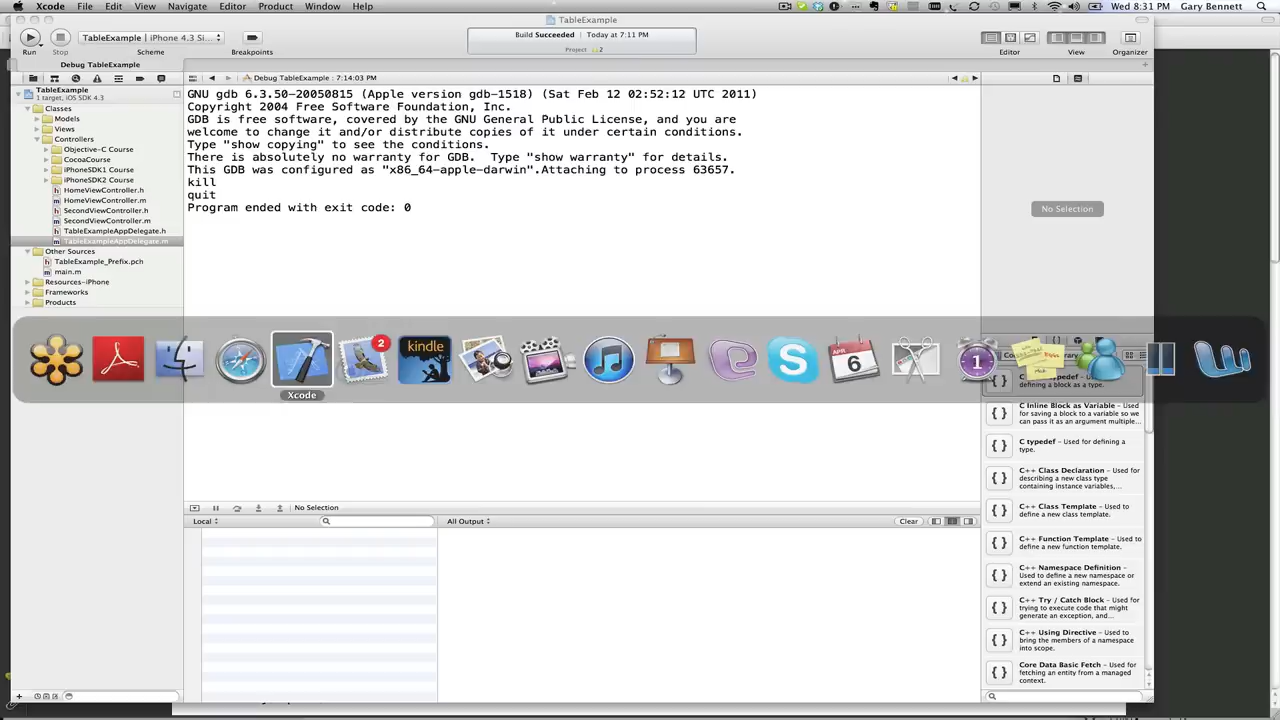 Xcode File Edit View Navigate Editor Product Window Help
Wed 8:31 PM Gary Bennett
TableExample
TableExample | iPhone 4.3 Si...
Build Succeeded | Today at 7:11 PM
Project 2
Run Stop Scheme Breakpoints
Editor View Organizer
Debug TableExample
Debug TableExample : 7:14:03 PM
TableExample
1 target, iOS SDK 4.3
Classes
Models
Views
Controllers
Objective-C Course
CocoaCourse
iPhoneSDK1 Course
iPhoneSDK2 Course
HomeViewController.h
HomeViewController.m
SecondViewController.h
SecondViewController.m
TableExampleAppDelegate.h
TableExampleAppDelegate.m
Other Sources
TableExample_Prefix.pch
main.m
Resources-iPhone
Frameworks
Products
GNU gdb 6.3.50-20050815 (Apple version gdb-1518) (Sat Feb 12 02:52:12 UTC 2011)
Copyright 2004 Free Software Foundation, Inc.
GDB is free software, covered by the GNU General Public License, and you are
welcome to change it and/or distribute copies of it under certain conditions.
Type "show copying" to see the conditions.
There is absolutely no warranty for GDB.  Type "show warranty" for details.
This GDB was configured as "x86_64-apple-darwin".Attaching to process 63657.
kill
quit
Program ended with exit code: 0
No Selection
2
kindle
APR
6
1
Xcode
defining a block as a type.
C Inline Block as Variable – Used
for saving a block to a variable so we
can pass it as an argument multiple...
C typedef – Used for defining a
type.
C++ Class Declaration – Used for
describing a new class type
containing instance variables,...
C++ Class Template – Used to
define a new class template.
C++ Function Template – Used to
define a new function template.
C++ Namespace Definition –
Used to define a new namespace or
extend an existing namespace.
C++ Try / Catch Block – Used for
trying to execute code that might
generate an exception, and...
C++ Using Directive – Used to
bring the members of a namespace
into scope.
Core Data Basic Fetch – Used for
fetching an entity from a managed
context.
No Selection
Local
All Output
Clear